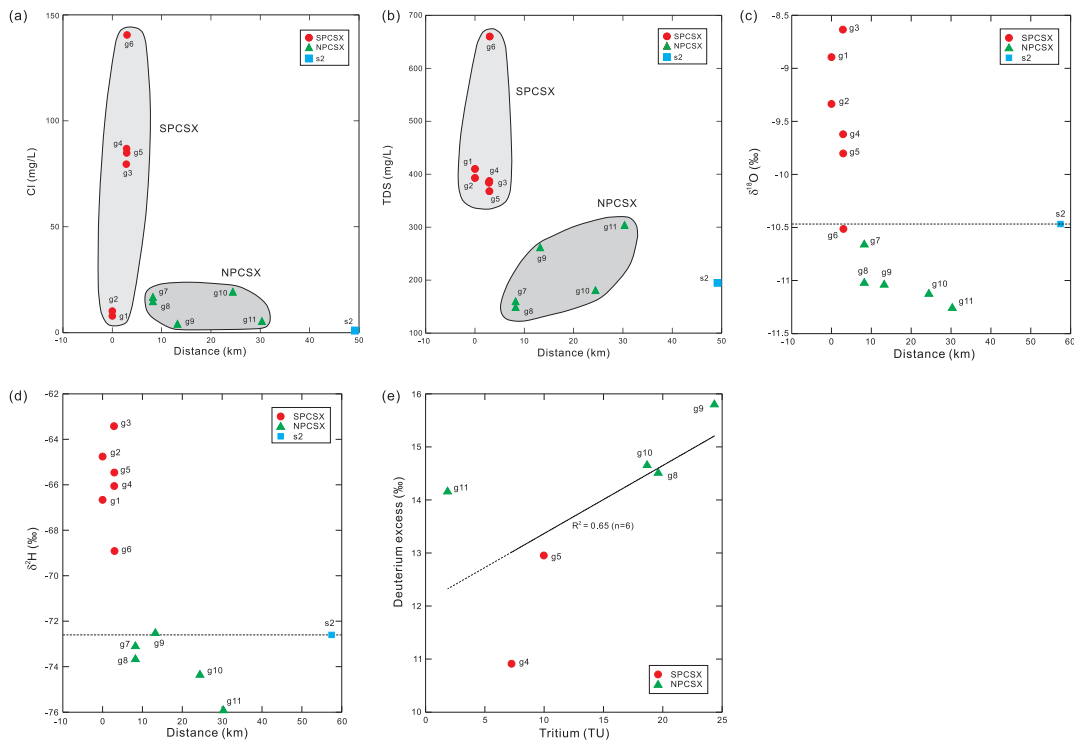 (a)
150
100
50
0
Cl (mg/L)
-10
0
10
20
30
40
50
Distance (km)
SPCSX
NPCSX
s2
g6
SPCSX
g4
g5
g3
g2
g1
NPCSX
g7
g8
g9
g10
g11
s2
(b)
700
600
500
400
300
200
100
TDS (mg/L)
-10
0
10
20
30
40
50
Distance (km)
SPCSX
NPCSX
s2
g6
SPCSX
g1
g2
g4
g3
g5
NPCSX
g11
g9
g7
g8
g10
s2
(c)
-8.5
-9
-9.5
-10
-10.5
-11
-11.5
δ18O (‰)
-10
0
10
20
30
40
50
60
Distance (km)
SPCSX
NPCSX
s2
g3
g1
g2
g4
g5
s2
g6
g7
g8
g9
g10
g11
(d)
-62
-64
-66
-68
-70
-72
-74
-76
δ2H (‰)
-10
0
10
20
30
40
50
60
Distance (km)
SPCSX
NPCSX
s2
g3
g2
g5
g4
g1
g6
s2
g7
g9
g8
g10
g11
(e)
16
15
14
13
12
11
10
Deuterium excess (‰)
0
5
10
15
20
25
Tritium (TU)
g9
g10
g8
g11
R2 = 0.65 (n=6)
g5
g4
SPCSX
NPCSX